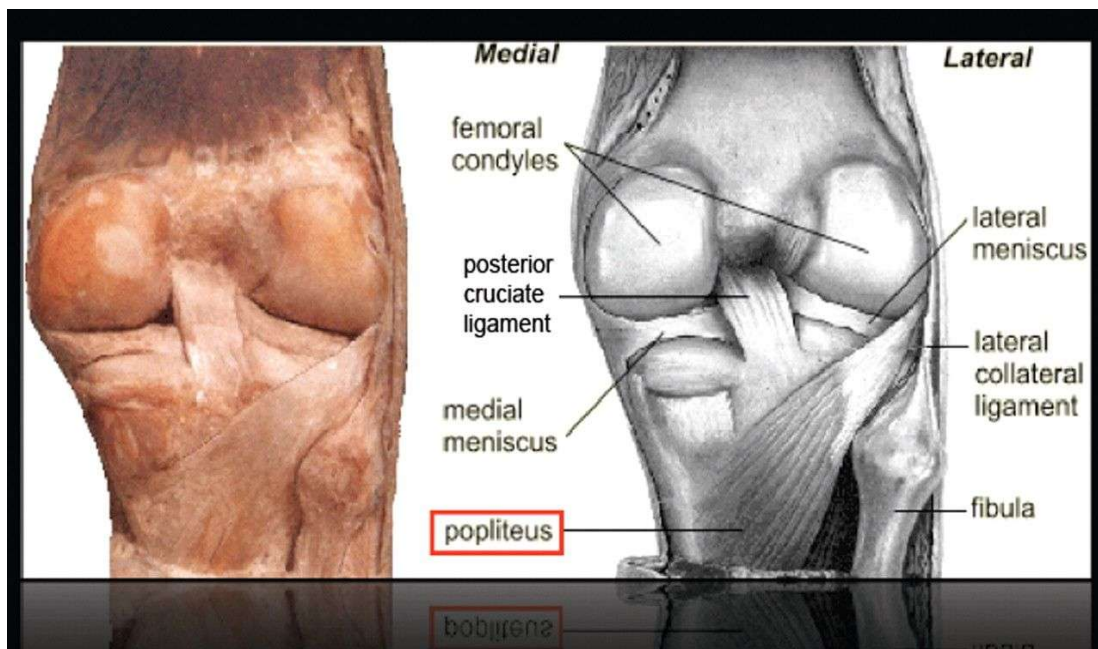 Medial
Lateral
femoral
condyles
lateral
meniscus
posterior
cruciate
ligament
lateral
collateral
ligament
medial
meniscus
fibula
popliteus